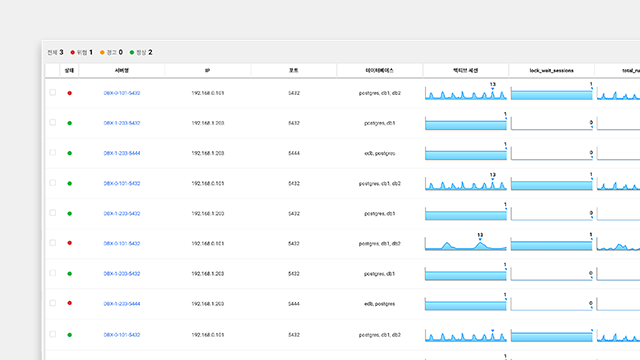 전체 3 위험 1 경고 0 정상 2
상태 서버명 IP 포트 데이터베이스 액티브 세션 lock_wait_sessions
DBX-0-101-5432 192.168.0.101 5432 postgres, db1, db2 13 1
DBX-1-203-5432 192.168.1.203 5432 postgres, db1 1 0
DBX-1-203-5444 192.168.1.203 5444 edb, postgres 1 0
DBX-0-101-5432 192.168.0.101 5432 postgres, db1, db2 13 1
DBX-1-203-5432 192.168.1.203 5432 postgres, db1 1 0
DBX-0-101-5432 192.168.0.101 5432 postgres, db1, db2 13 1
DBX-1-203-5432 192.168.1.203 5432 postgres, db1 1 0
DBX-1-203-5444 192.168.1.203 5444 edb, postgres 1 0
DBX-0-101-5432 192.168.0.101 5432 postgres, db1, db2 1
1 0